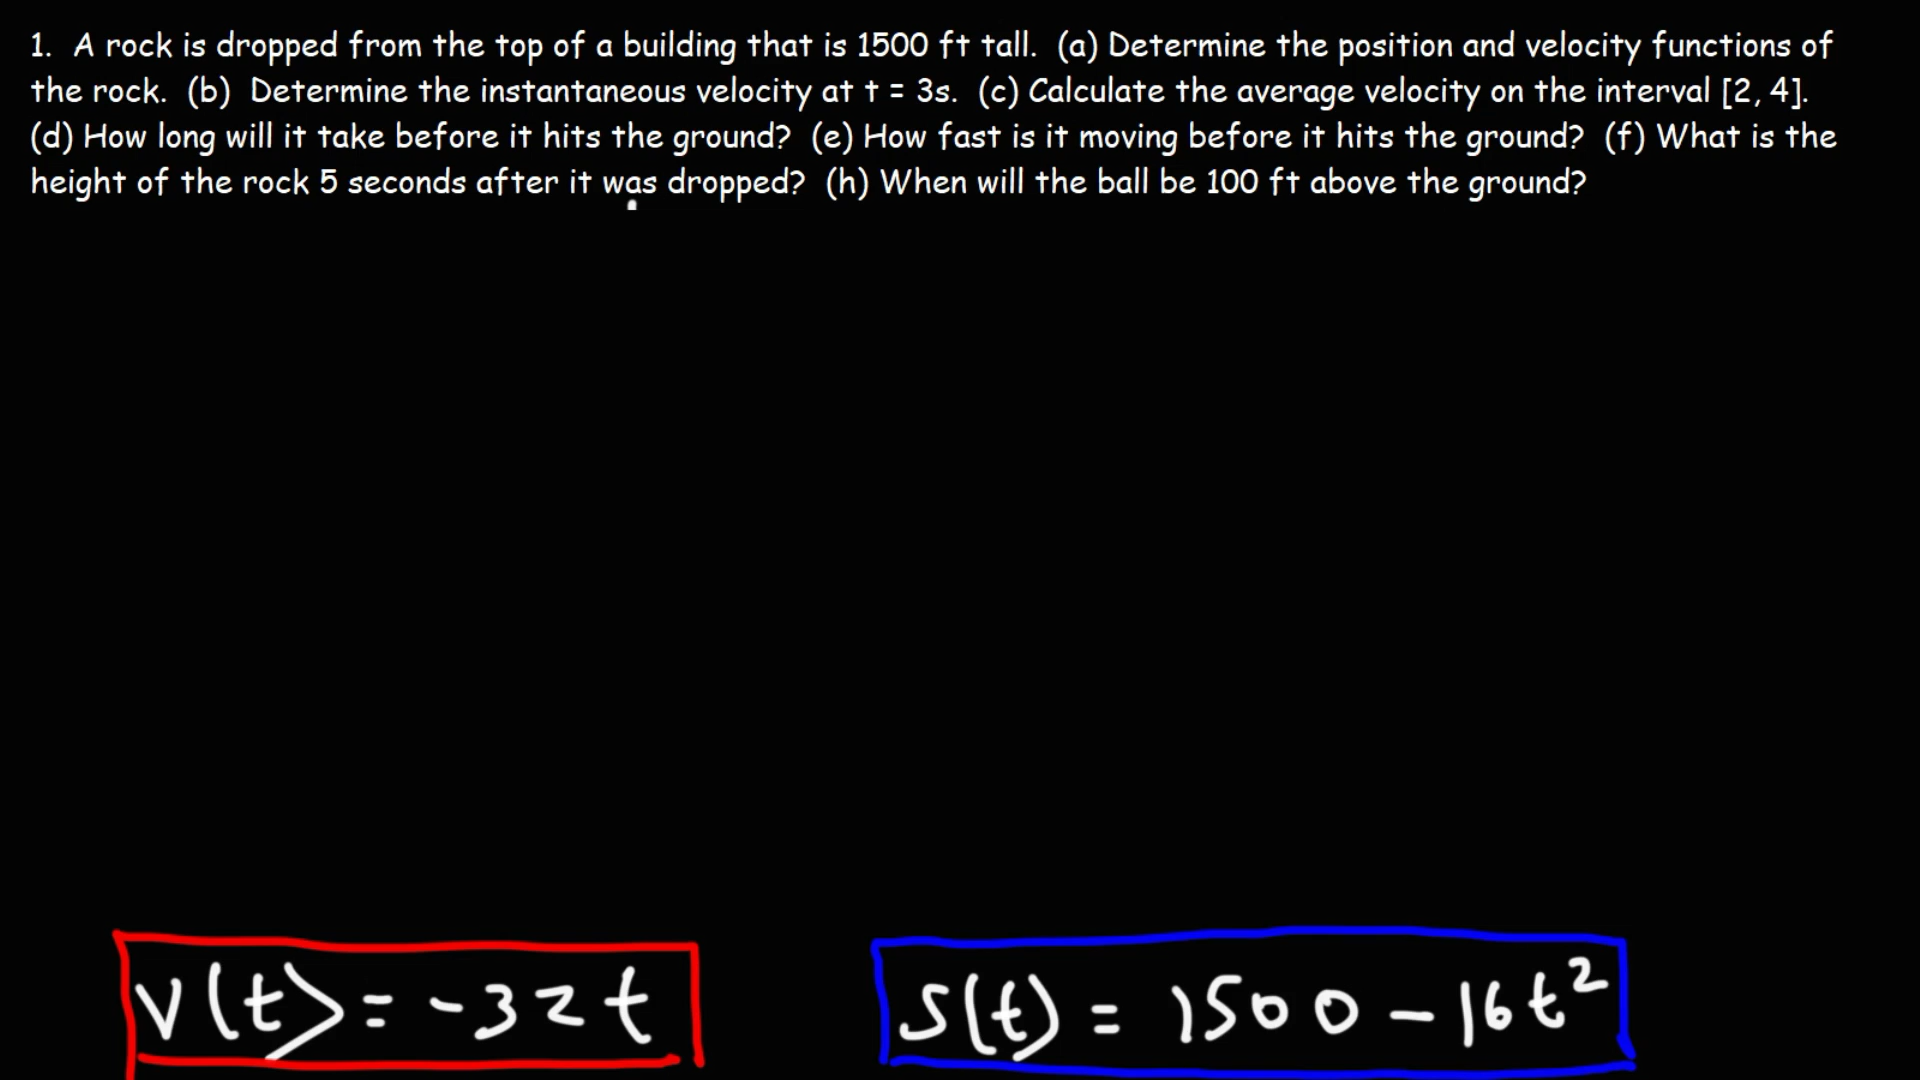 1. A rock is dropped from the top of a building that is 1500 ft tall. (a) Determine the position and velocity functions of
the rock. (b) Determine the instantaneous velocity at t = 3s. (c) Calculate the average velocity on the interval [2, 4].
(d) How long will it take before it hits the ground? (e) How fast is it moving before it hits the ground? (f) What is the
height of the rock 5 seconds after it was dropped? (h) When will the ball be 100 ft above the ground?
v(t) = -32t
s(t) = 1500 - 16t²